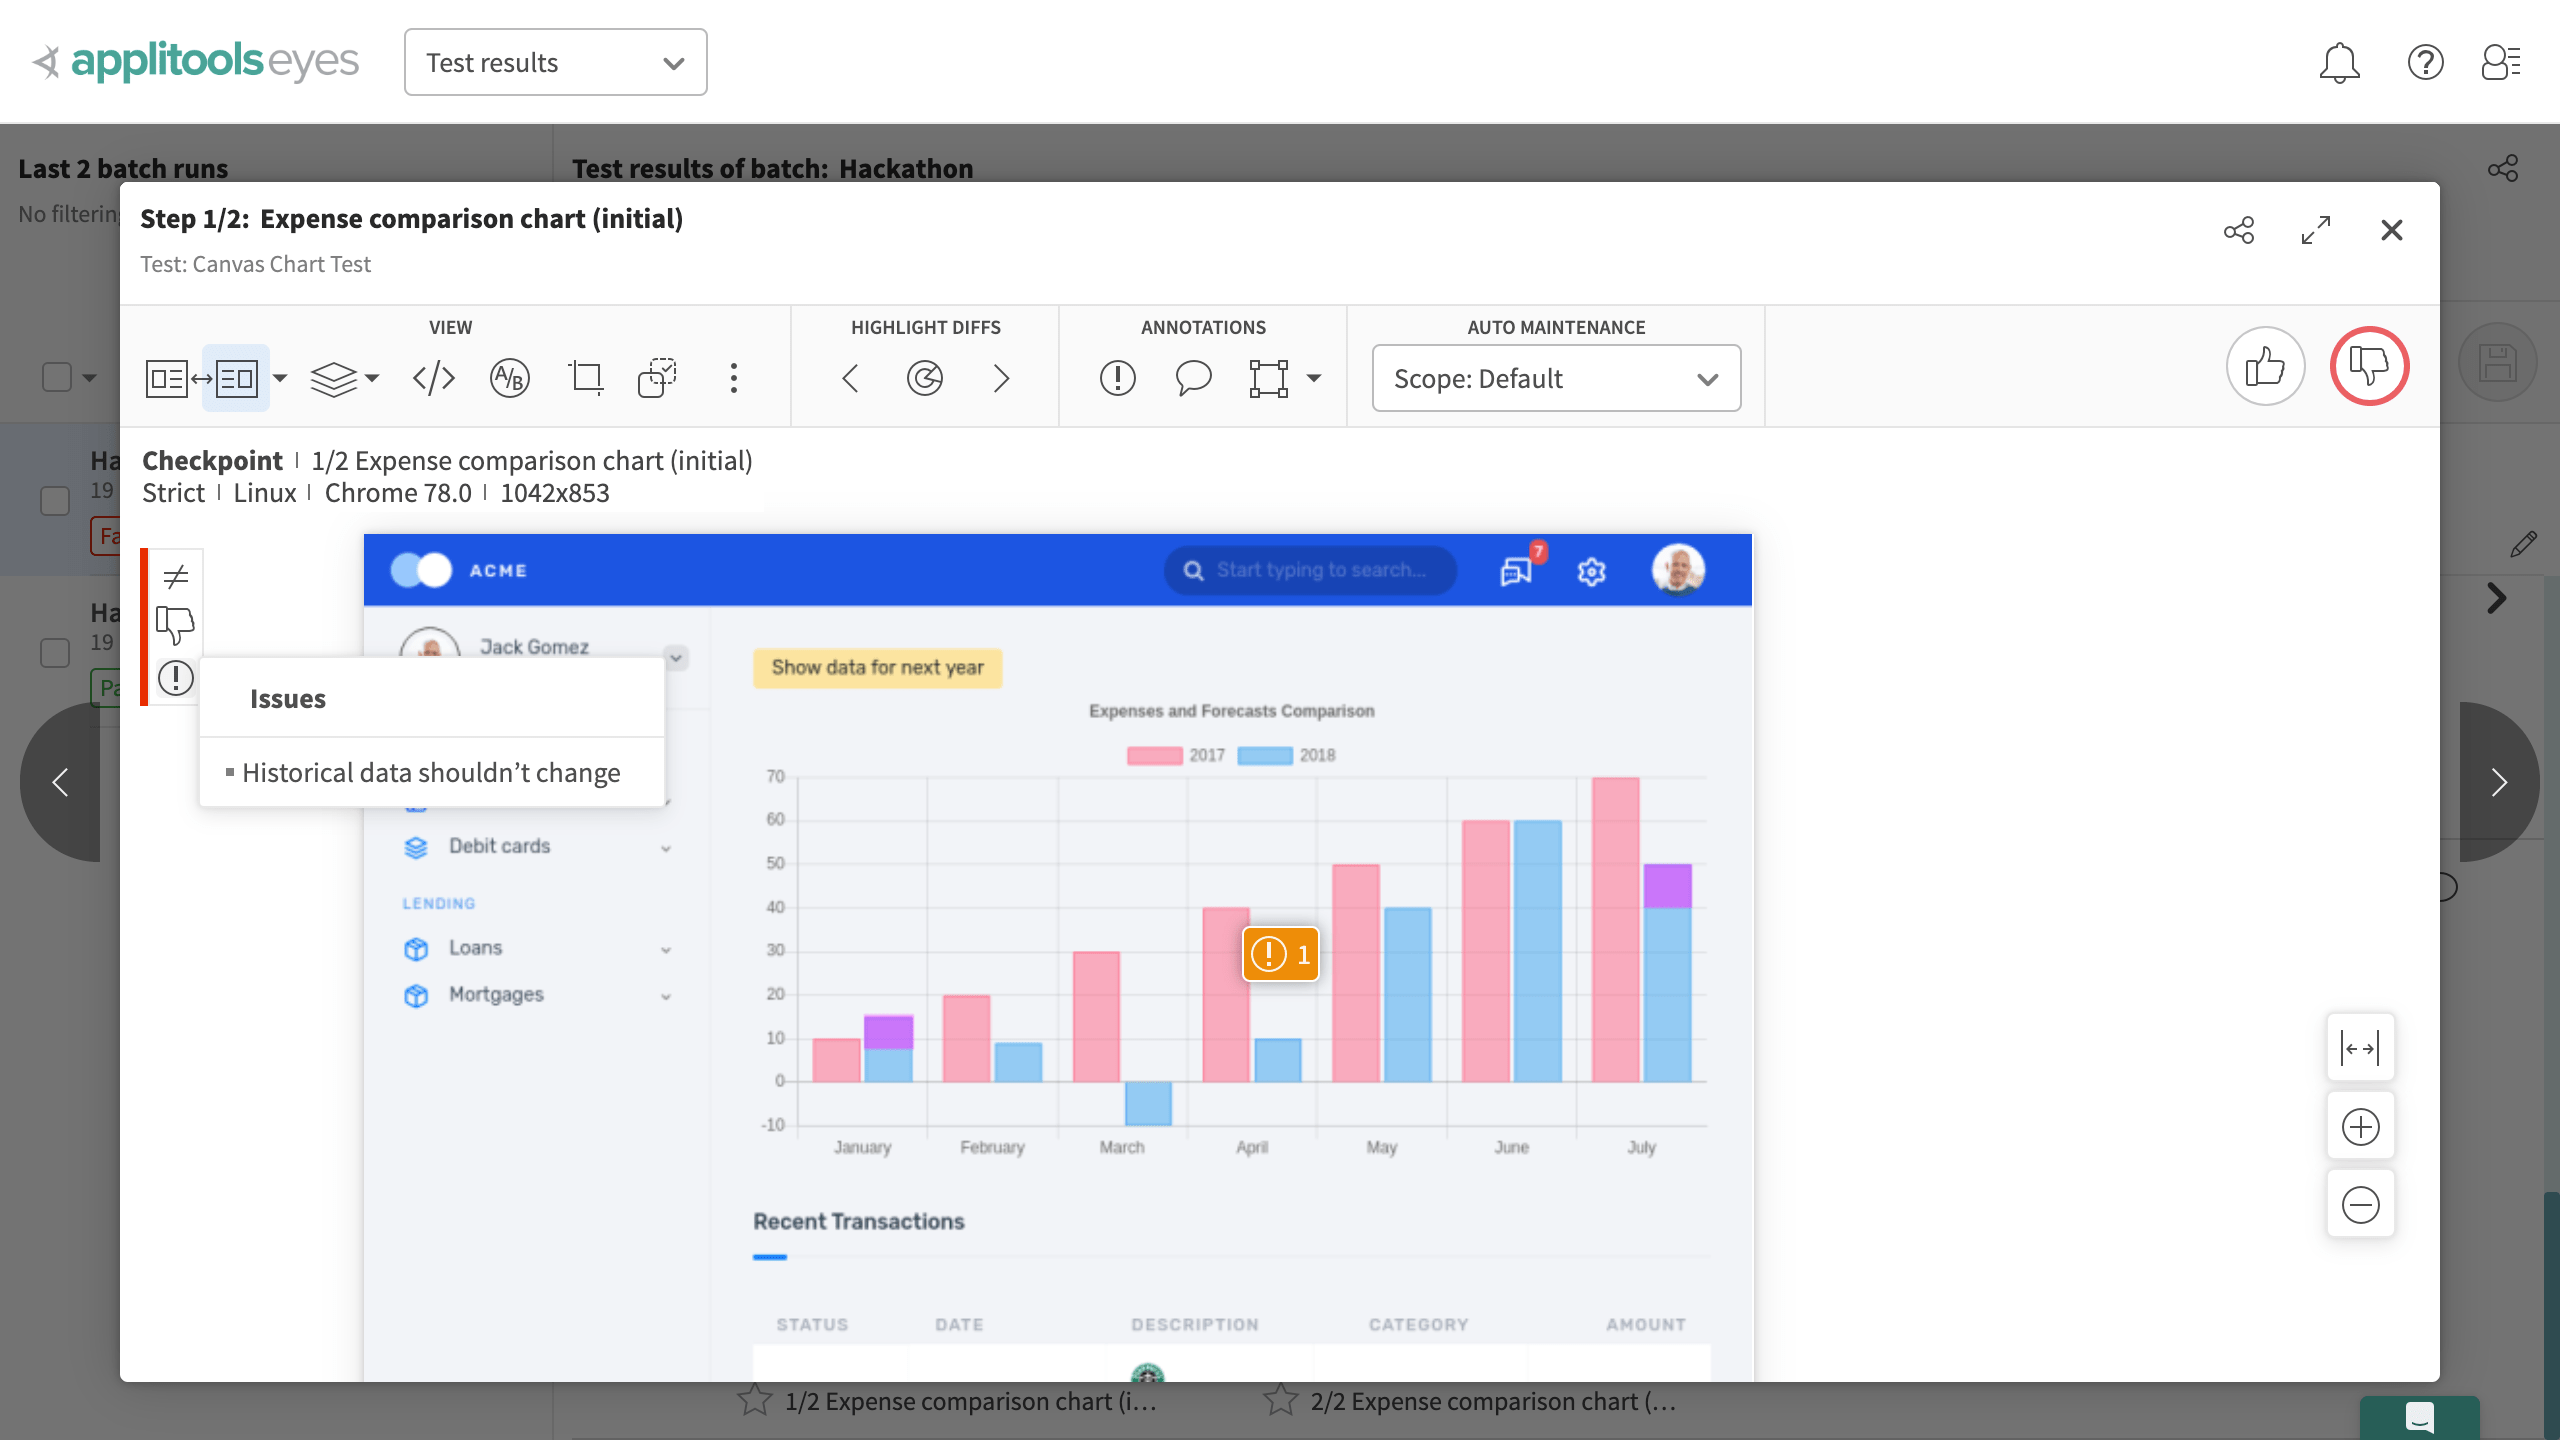 applitools eyes
Test results
Last 2 batch runs
Test results of batch: Hackathon
No filtering
Step 1/2: Expense comparison chart (initial)
Test: Canvas Chart Test
VIEW
HIGHLIGHT DIFFS
ANNOTATIONS
AUTO MAINTENANCE
A/B
Scope: Default
Checkpoint | 1/2 Expense comparison chart (initial)
Strict | Linux | Chrome 78.0 | 1042x853
Ha
19
Fa
Ha
19
Pa
ACME
Start typing to search...
7
Jack Gomez
Issues
Historical data shouldn’t change
Debit cards
LENDING
Loans
Mortgages
Show data for next year
Expenses and Forecasts Comparison
2017 2018
70
60
50
40
30
20
10
0
-10
1
January February March April May June July
Recent Transactions
STATUS DATE DESCRIPTION CATEGORY AMOUNT
1/2 Expense comparison chart (i…
2/2 Expense comparison chart (…